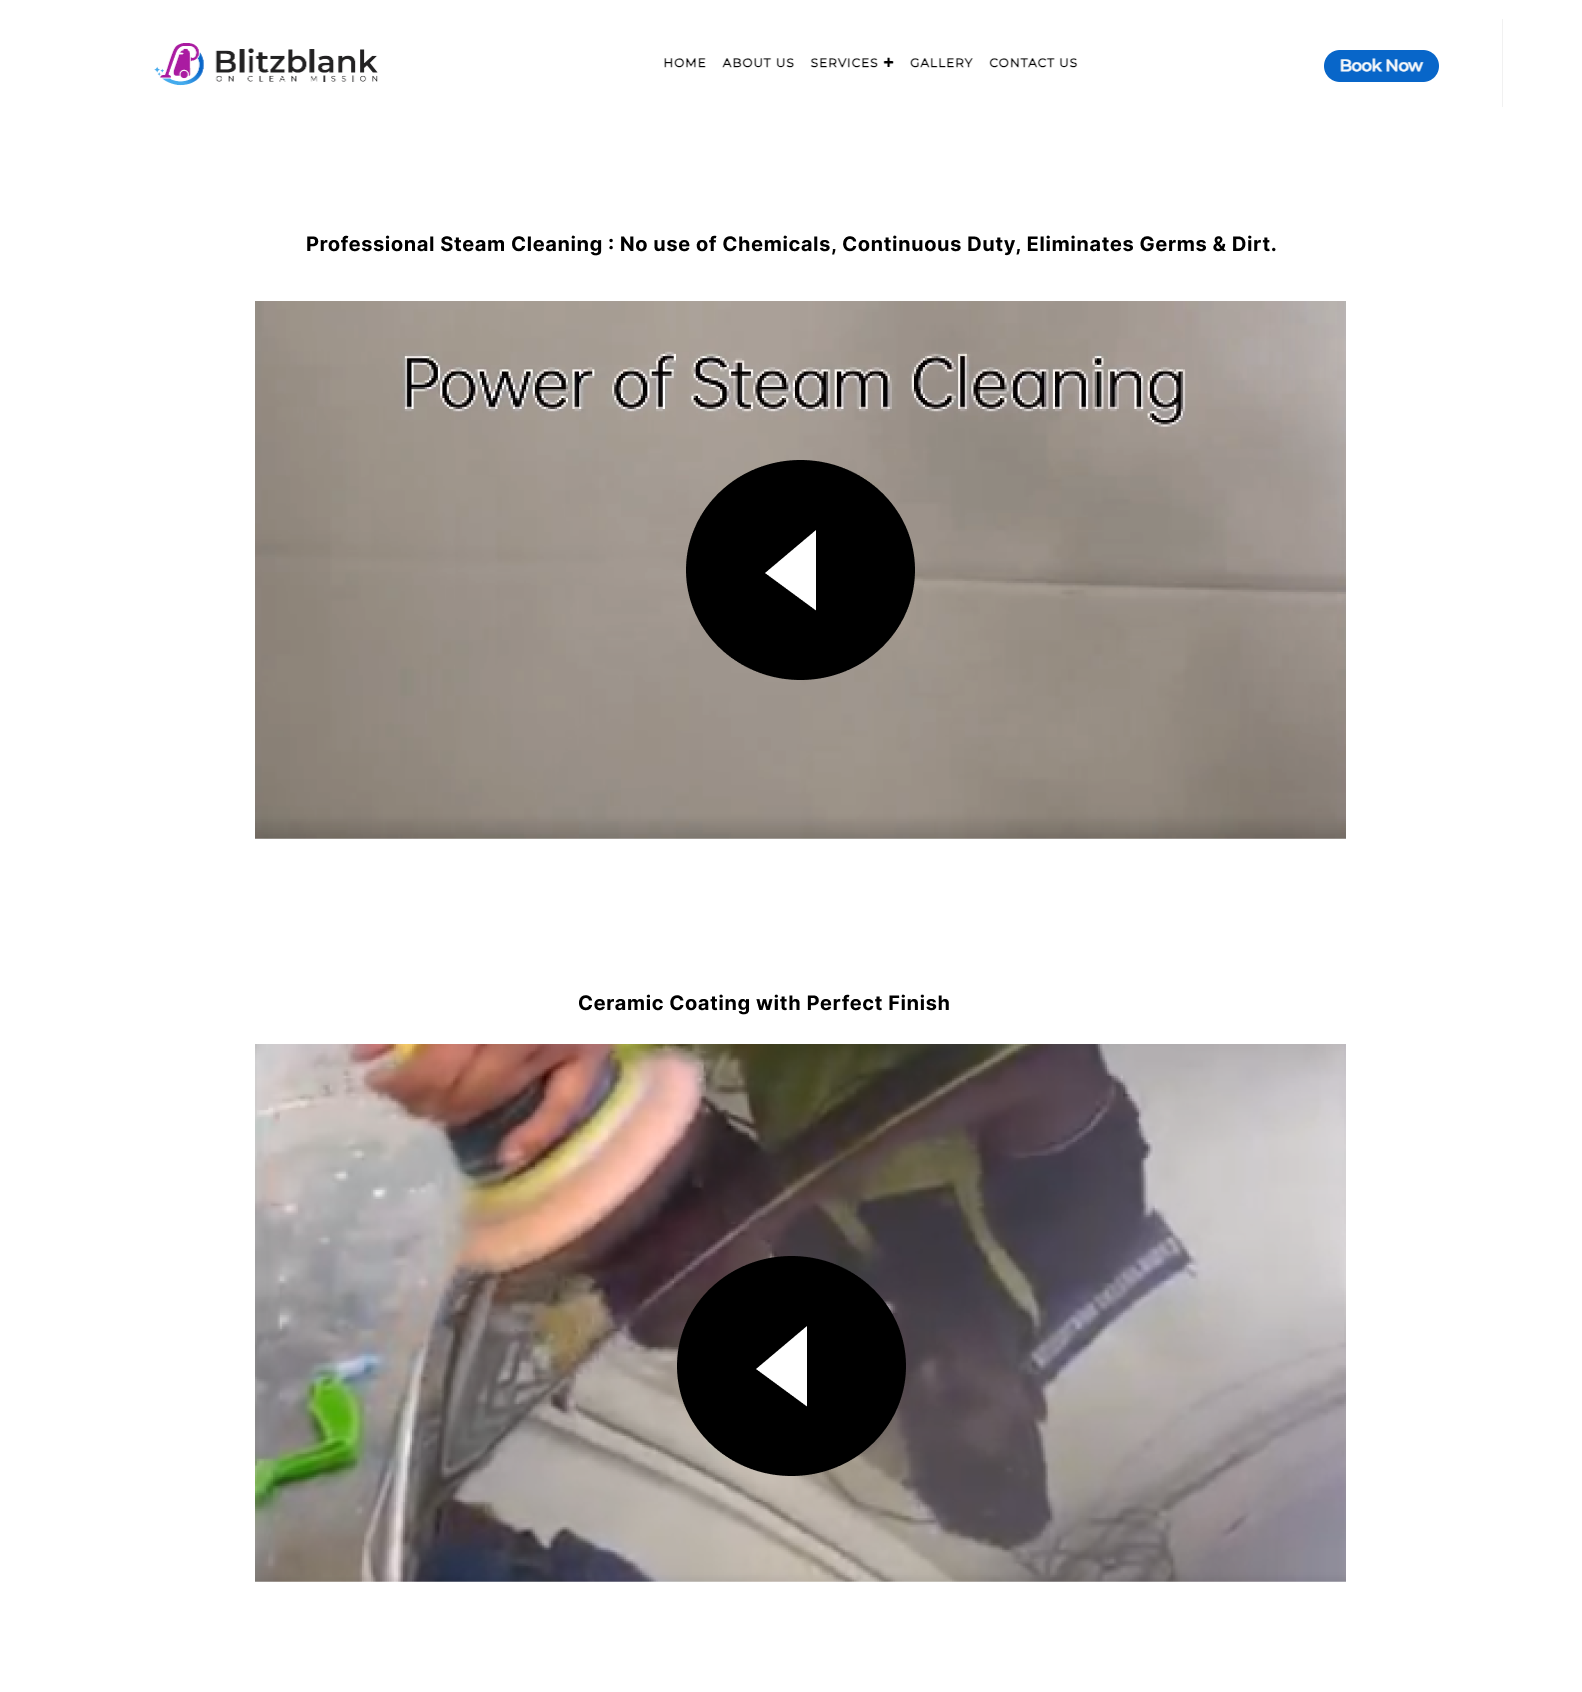 Blitzblank
ON CLEAN MISSION
HOME ABOUT US SERVICES + GALLERY CONTACT US
Book Now
Professional Steam Cleaning : No use of Chemicals, Continuous Duty, Eliminates Germs & Dirt.
Power of Steam Cleaning
Ceramic Coating with Perfect Finish